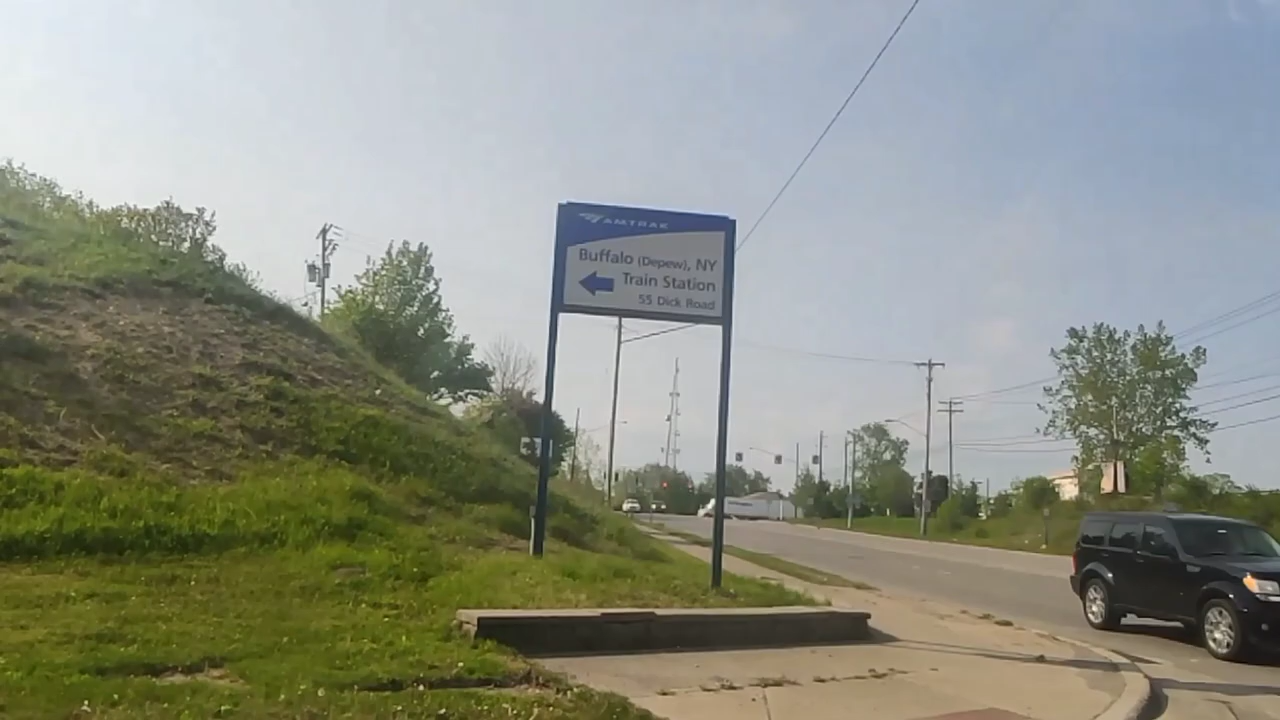 AMTRAK
Buffalo (Depew), NY
Train Station
55 Dick Road